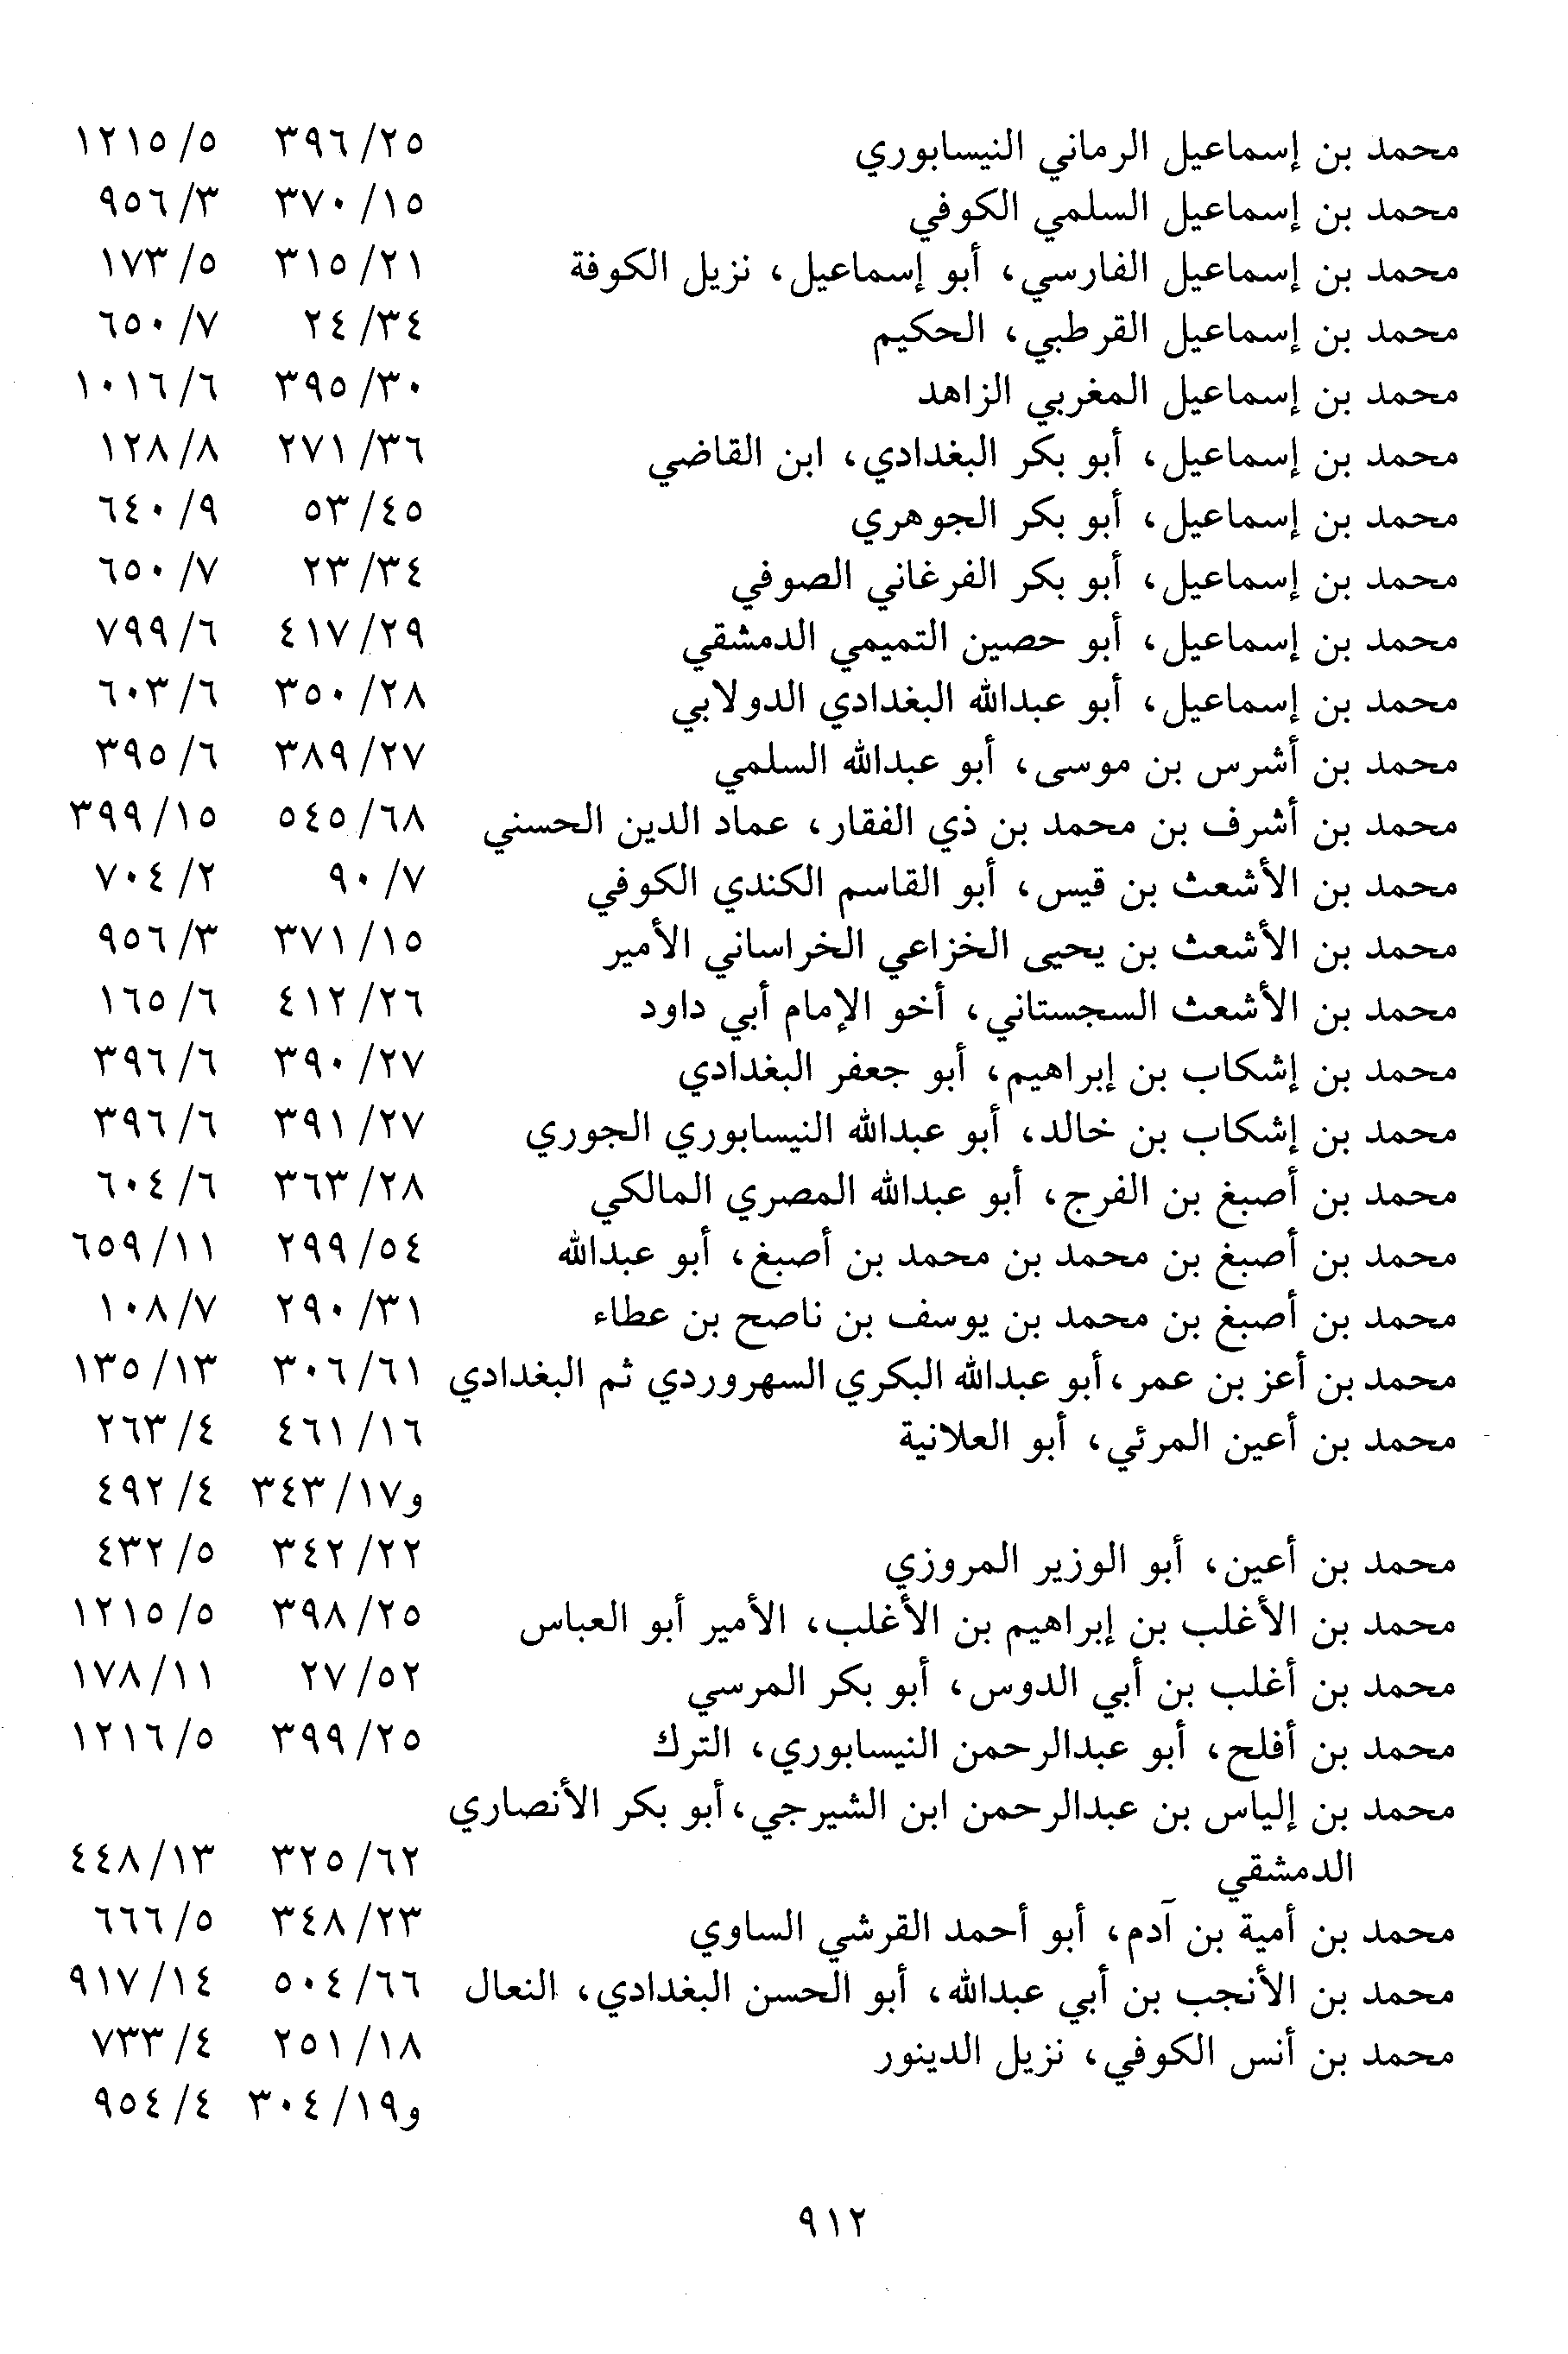 محمد بن إسماعيل الرماني النيسابوري ٢٥/ ٣٩٦ ٥/ ١٢١٥
محمد بن إسماعيل السلمي الكوفي ١٥/ ٣٧٠ ٣/ ٩٥٦
محمد بن إسماعيل الفارسي، أبو إسماعيل، نزيل الكوفة ٢١/ ٣١٥ ٥/ ١٧٣
محمد بن إسماعيل القرطبي، الحكيم ٣٤/ ٢٤ ٧/ ٦٥٠
محمد بن إسماعيل المغربي الزاهد ٣٠/ ٣٩٥ ٦/ ١٠١٦
محمد بن إسماعيل، أبو بكر البغدادي، ابن القاضي ٣٦/ ٢٧١ ٨/ ١٢٨
محمد بن إسماعيل، أبو بكر الجوهري ٤٥/ ٥٣ ٩/ ٦٤٠
محمد بن إسماعيل، أبو بكر الفرغاني الصوفي ٣٤/ ٢٣ ٧/ ٦٥٠
محمد بن إسماعيل، أبو حصين التميمي الدمشقي ٢٩/ ٤١٧ ٦/ ٧٩٩
محمد بن إسماعيل، أبو عبدالله البغدادي الدولابي ٢٨/ ٣٥٠ ٦/ ٦٠٣
محمد بن أشرس بن موسى، أبو عبدالله السلمي ٢٧/ ٣٨٩ ٦/ ٣٩٥
محمد بن أشرف بن محمد بن ذي الفقار، عماد الدين الحسني ٦٨/ ٥٤٥ ١٥/ ٣٩٩
محمد بن الأشعث بن قيس، أبو القاسم الكندي الكوفي ٧/ ٩٠ ٢/ ٧٠٤
محمد بن الأشعث بن يحيى الخزاعي الخراساني الأمير ١٥/ ٣٧١ ٣/ ٩٥٦
محمد بن الأشعث السجستاني، أخو الإمام أبي داود ٢٦/ ٤١٢ ٦/ ١٦٥
محمد بن إشكاب بن إبراهيم، أبو جعفر البغدادي ٢٧/ ٣٩٠ ٦/ ٣٩٦
محمد بن إشكاب بن خالد، أبو عبدالله النيسابوري الجوري ٢٧/ ٣٩١ ٦/ ٣٩٦
محمد بن أصبغ بن الفرج، أبو عبدالله المصري المالكي ٢٨/ ٣٦٣ ٦/ ٦٠٤
محمد بن أصبغ بن محمد بن محمد بن أصبغ، أبو عبدالله ٥٤/ ٢٩٩ ١١/ ٦٥٩
محمد بن أصبغ بن محمد بن يوسف بن ناصح بن عطاء ٣١/ ٢٩٠ ٧/ ١٠٨
محمد بن أعز بن عمر، أبو عبدالله البكري السهروردي ثم البغدادي ٦١/ ٣٠٦ ١٣/ ١٣٥
محمد بن أعين المرئي، أبو العلانية ١٦/ ٤٦١ ٤/ ٢٦٣
و١٧/ ٣٤٣ ٤/ ٤٩٢
محمد بن أعين، أبو الوزير المروزي ٢٢/ ٣٤٢ ٥/ ٤٣٢
محمد بن الأغلب بن إبراهيم بن الأغلب، الأمير أبو العباس ٢٥/ ٣٩٨ ٥/ ١٢١٥
محمد بن أغلب بن أبي الدوس، أبو بكر المرسي ٥٢/ ٢٧ ١١/ ١٧٨
محمد بن أفلح، أبو عبدالرحمن النيسابوري، الترك ٢٥/ ٣٩٩ ٥/ ١٢١٦
محمد بن إلياس بن عبدالرحمن ابن الشيرجي، أبو بكر الأنصاري
الدمشقي ٦٢/ ٣٢٥ ١٣/ ٤٤٨
محمد بن أمية بن آدم، أبو أحمد القرشي الساوي ٢٣/ ٣٤٨ ٥/ ٦٦٦
محمد بن الأنجب بن أبي عبدالله، أبو الحسن البغدادي، النعال ٦٦/ ٥٠٤ ١٤/ ٩١٧
محمد بن أنس الكوفي، نزيل الدينور ١٨/ ٢٥١ ٤/ ٧٣٣
و١٩/ ٣٠٤ ٤/ ٩٥٤
٩١٢